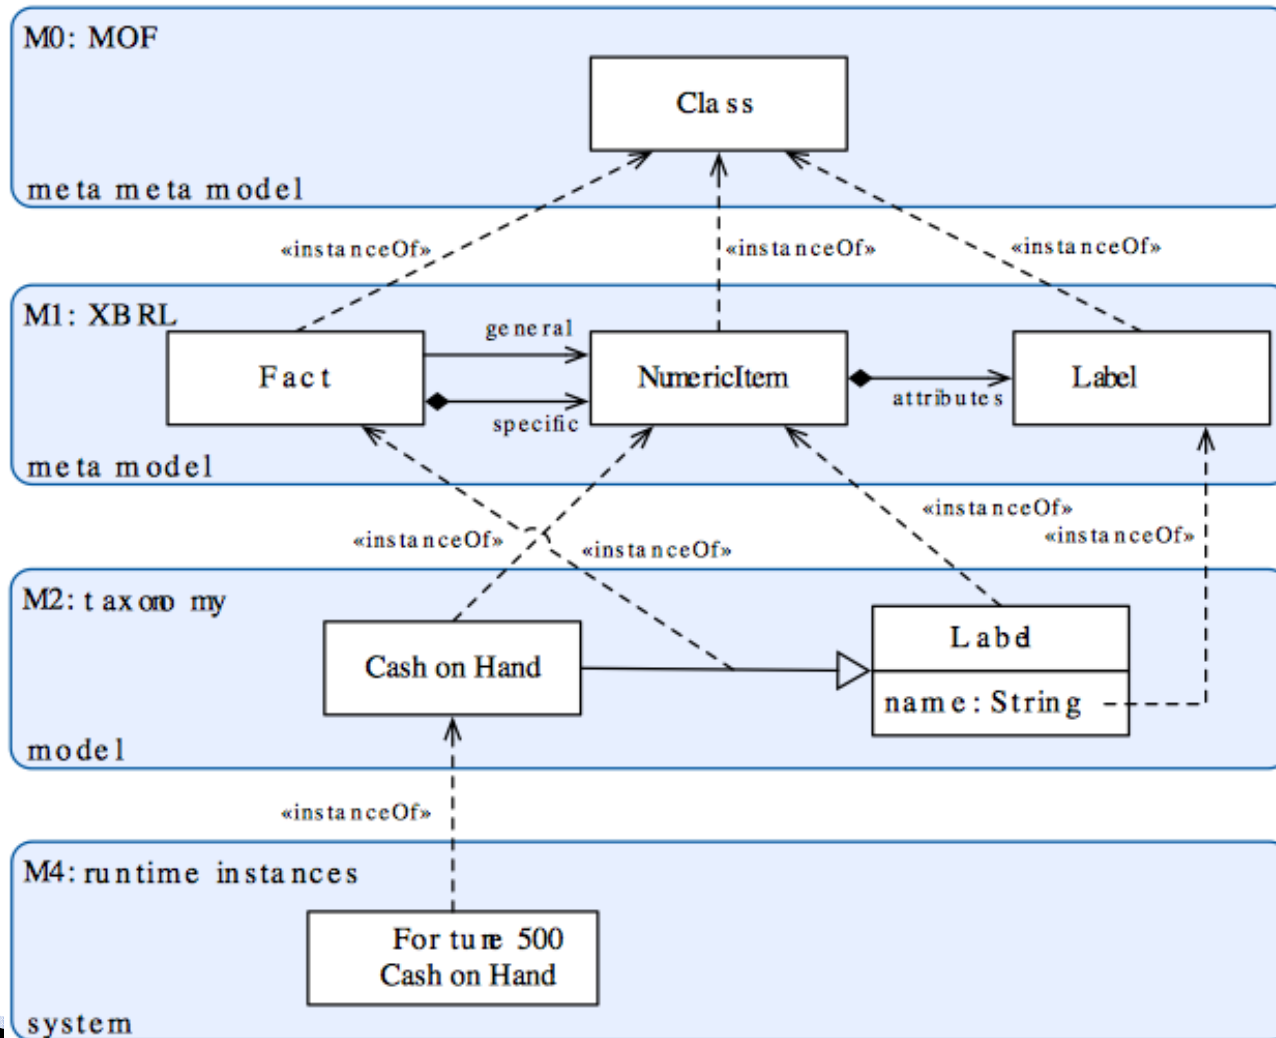 M0: MOF
Class
meta meta model
«instanceOf»
«instanceOf»
«instanceOf»
M1: XBRL
general
Fact
NumericItem
Label
attributes
specific
meta model
«instanceOf»
«instanceOf»
«instanceOf»
«instanceOf»
M2: taxonomy
Label
Cash on Hand
name: String
model
«instanceOf»
M4: runtime instances
Fortune 500
Cash on Hand
system